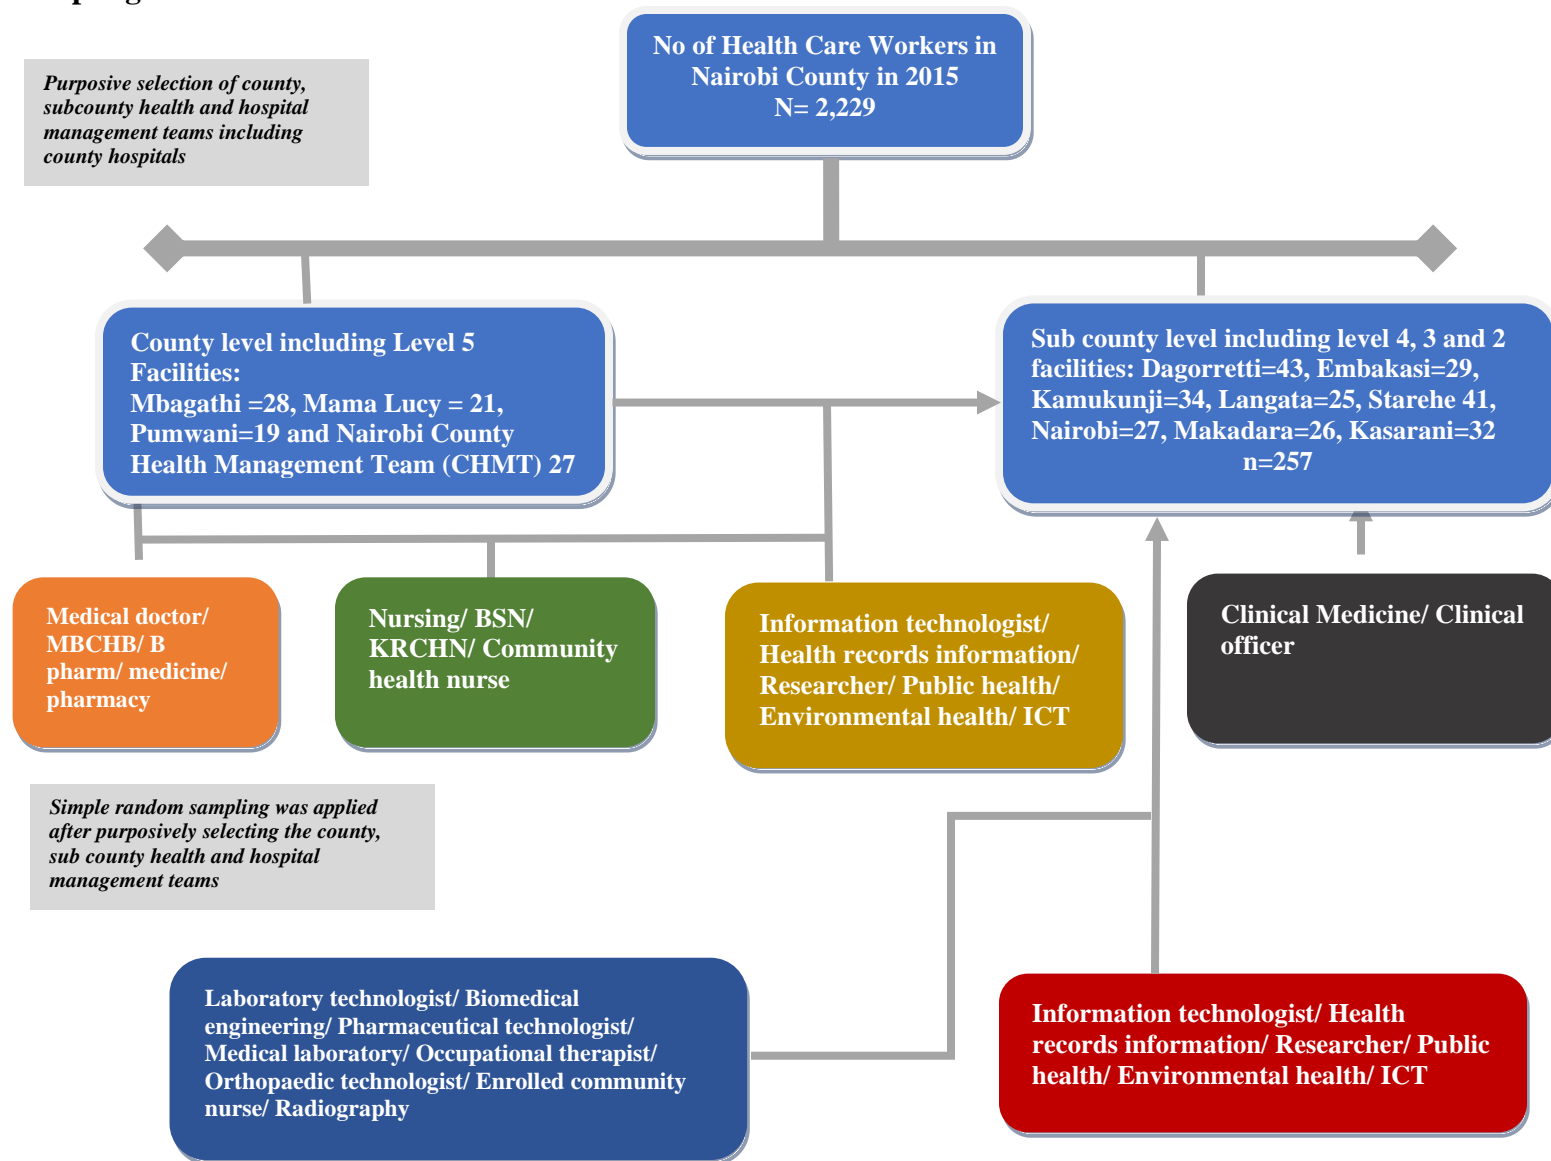 No of Health Care Workers in
Nairobi County in 2015
N= 2,229
Purposive selection of county,
subcounty health and hospital
management teams including
county hospitals
County level including Level 5
Facilities:
Mbagathi =28, Mama Lucy = 21,
Pumwani=19 and Nairobi County
Health Management Team (CHMT) 27
Sub county level including level 4, 3 and 2
facilities: Dagorretti=43, Embakasi=29,
Kamukunji=34, Langata=25, Starehe 41,
Nairobi=27, Makadara=26, Kasarani=32
n=257
Medical doctor/
MBCHB/ B
pharm/ medicine/
pharmacy
Nursing/ BSN/
KRCHN/ Community
health nurse
Information technologist/
Health records information/
Researcher/ Public health/
Environmental health/ ICT
Clinical Medicine/ Clinical
officer
Simple random sampling was applied
after purposively selecting the county,
sub county health and hospital
management teams
Laboratory technologist/ Biomedical
engineering/ Pharmaceutical technologist/
Medical laboratory/ Occupational therapist/
Orthopaedic technologist/ Enrolled community
nurse/ Radiography
Information technologist/ Health
records information/ Researcher/ Public
health/ Environmental health/ ICT